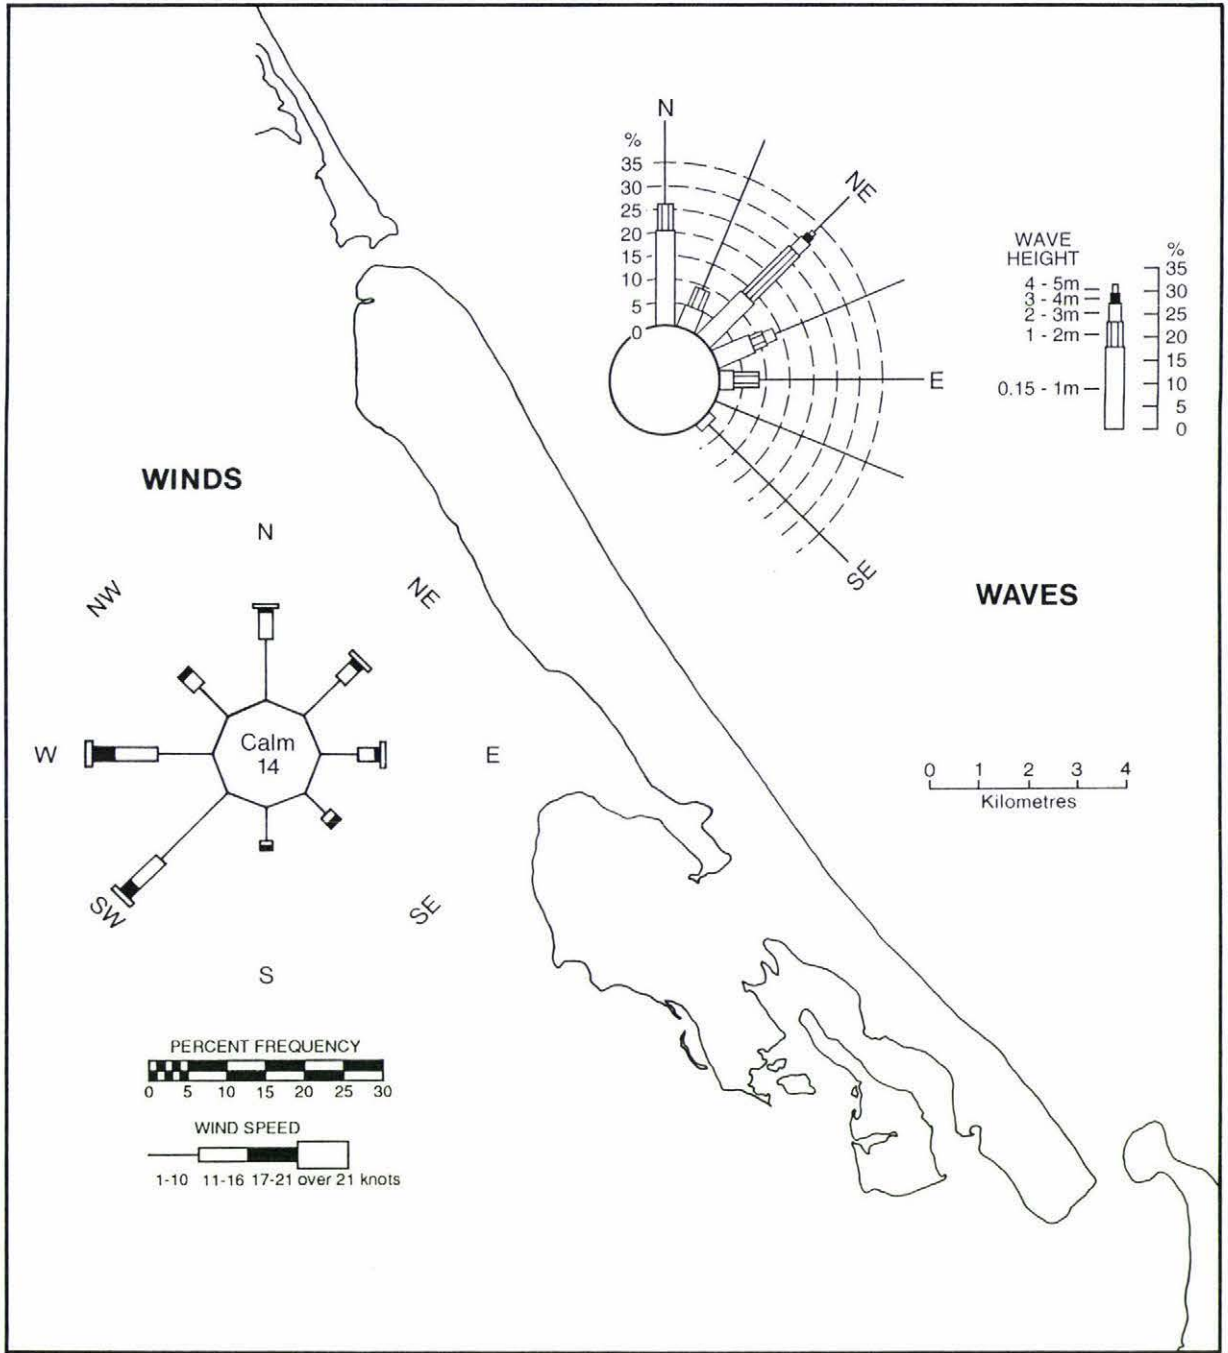 N
%
35
30
25
20
15
10
5
0
NE
E
SE
WAVE
HEIGHT
4 - 5m
3 - 4m
2 - 3m
1 - 2m
0.15 - 1m
%
35
30
25
20
15
10
5
0
WAVES
WINDS
N
NW
NE
W
Calm
14
E
SW
SE
S
0 1 2 3 4
Kilometres
PERCENT FREQUENCY
0 5 10 15 20 25 30
WIND SPEED
1-10 11-16 17-21 over 21 knots